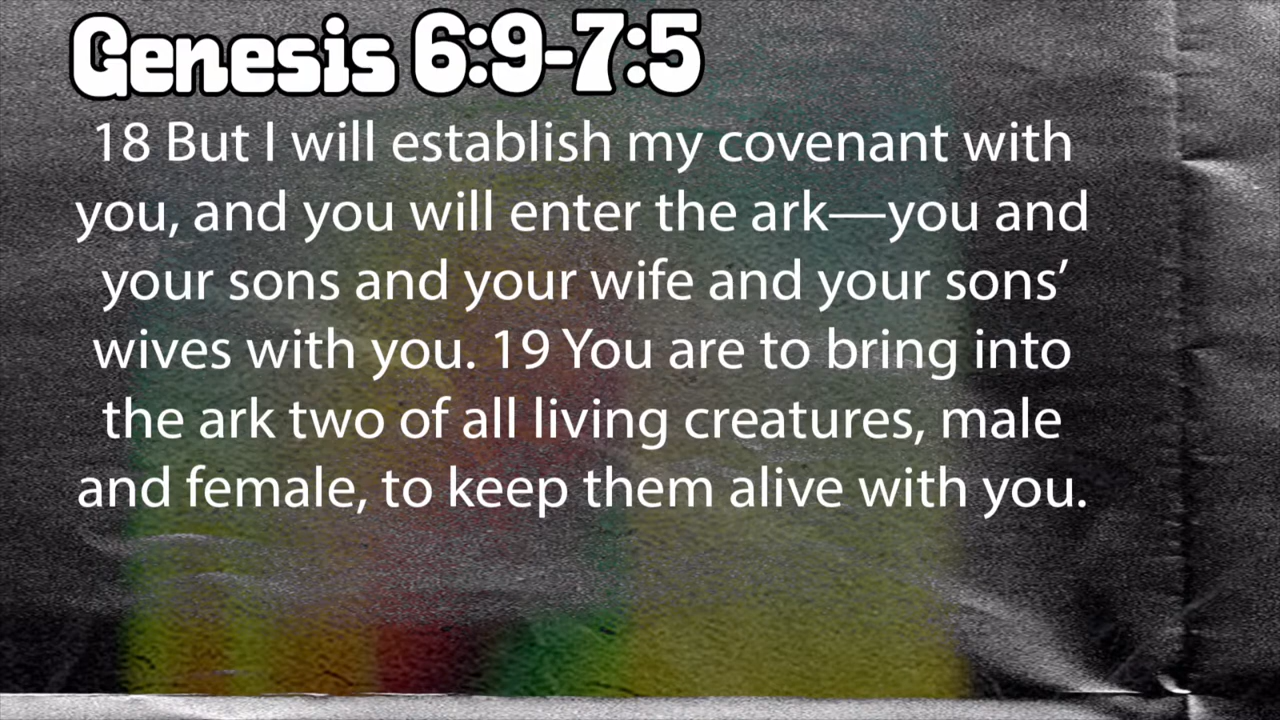 Genesis 6:9-7:5
18 But I will establish my covenant with
you, and you will enter the ark—you and
your sons and your wife and your sons’
wives with you. 19 You are to bring into
the ark two of all living creatures, male
and female, to keep them alive with you.